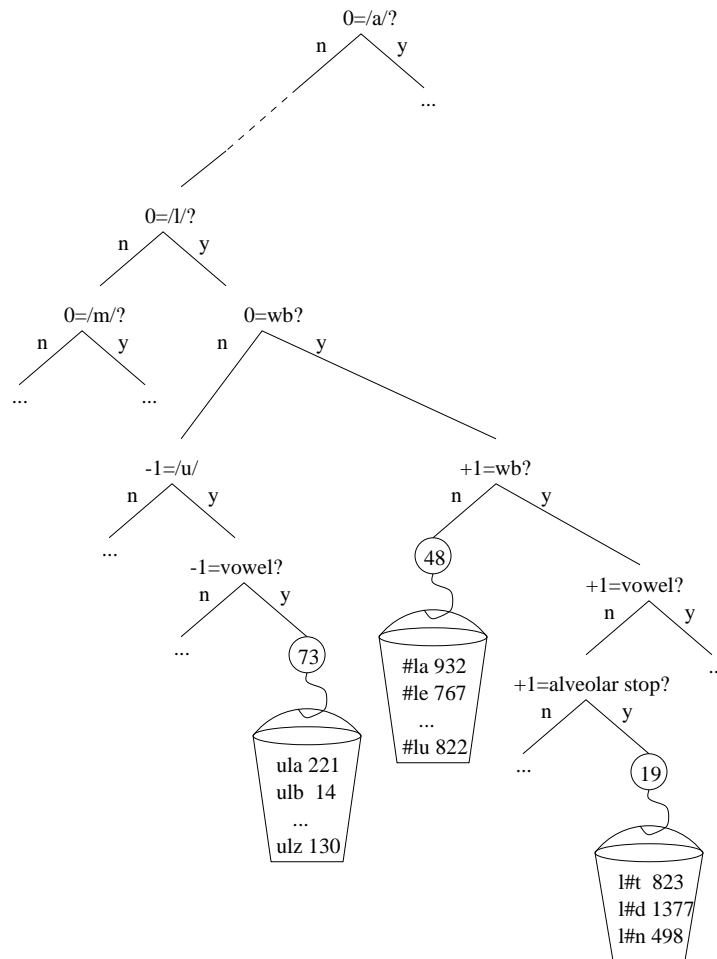 0=/a/?
n y
...
0=/l/?
n y
0=/m/? 0=wb?
n y n y
... ...
-1=/u/ +1=wb?
n y n y
... 48
-1=vowel? +1=vowel?
n y n y
... 73 ...
#la 932
#le 767
...
#lu 822
+1=alveolar stop?
n y
... 19
ula 221
ulb 14
...
ulz 130
l#t 823
l#d 1377
l#n 498